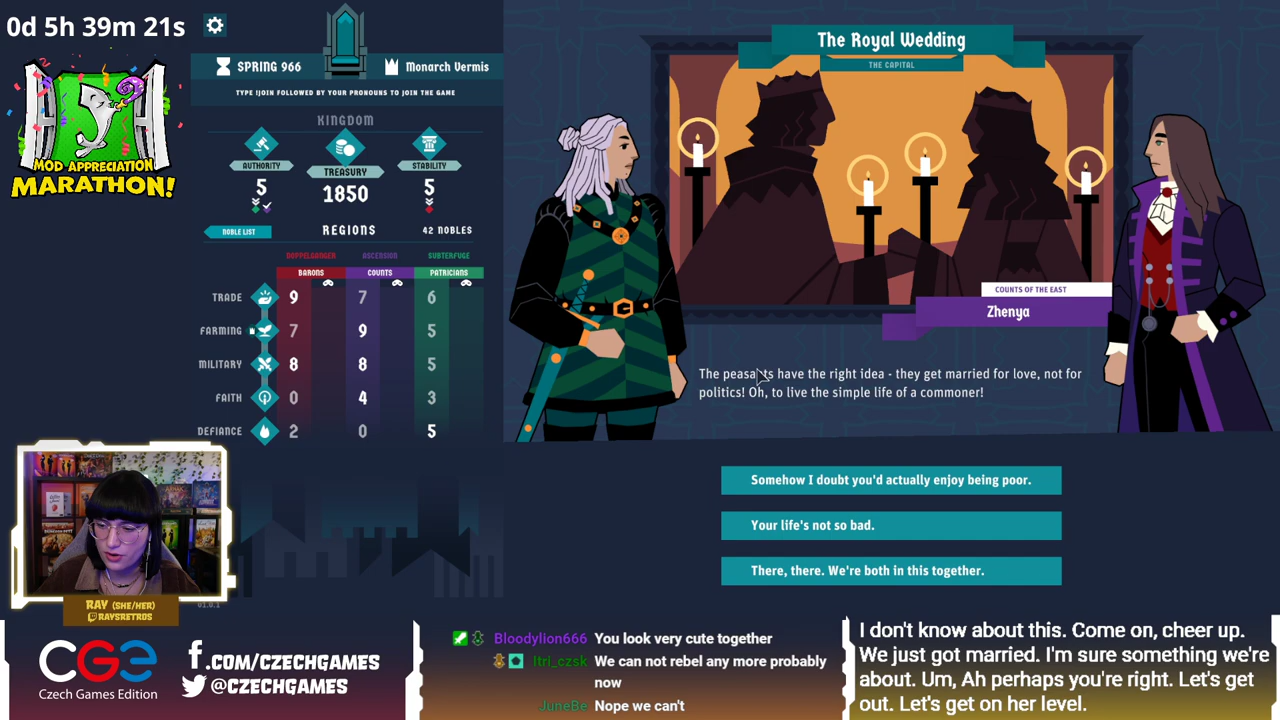 0d 5h 39m 21s
MOD APPRECIATION
MARATHON!
SPRING 966
Monarch Vermis
TYPE !JOIN FOLLOWED BY YOUR PRONOUNS TO JOIN THE GAME
KINGDOM
AUTHORITY
TREASURY
STABILITY
5
1850
5
NOBLE LIST
REGIONS
42 NOBLES
DOPPELGANGER
ASCENSION
SUBTERFUGE
BARONS
COUNTS
PATRICIANS
TRADE 9 7 6
FARMING 7 9 5
MILITARY 8 8 5
FAITH 0 4 3
DEFIANCE 2 0 5
The Royal Wedding
THE CAPITAL
COUNTS OF THE EAST
Zhenya
The peasants have the right idea - they get married for love, not for
politics! Oh, to live the simple life of a commoner!
Somehow I doubt you'd actually enjoy being poor.
Your life's not so bad.
There, there. We're both in this together.
RAY (SHE/HER)
RAYSRETROS
V1.0.1
CGE
Czech Games Edition
f.COM/CZECHGAMES
@CZECHGAMES
Bloodylion666 You look very cute together
ltri_czsk We can not rebel any more probably
now
JuneBe Nope we can't
I don't know about this. Come on, cheer up.
We just got married. I'm sure something we're
about. Um, Ah perhaps you're right. Let's get
out. Let's get on her level.